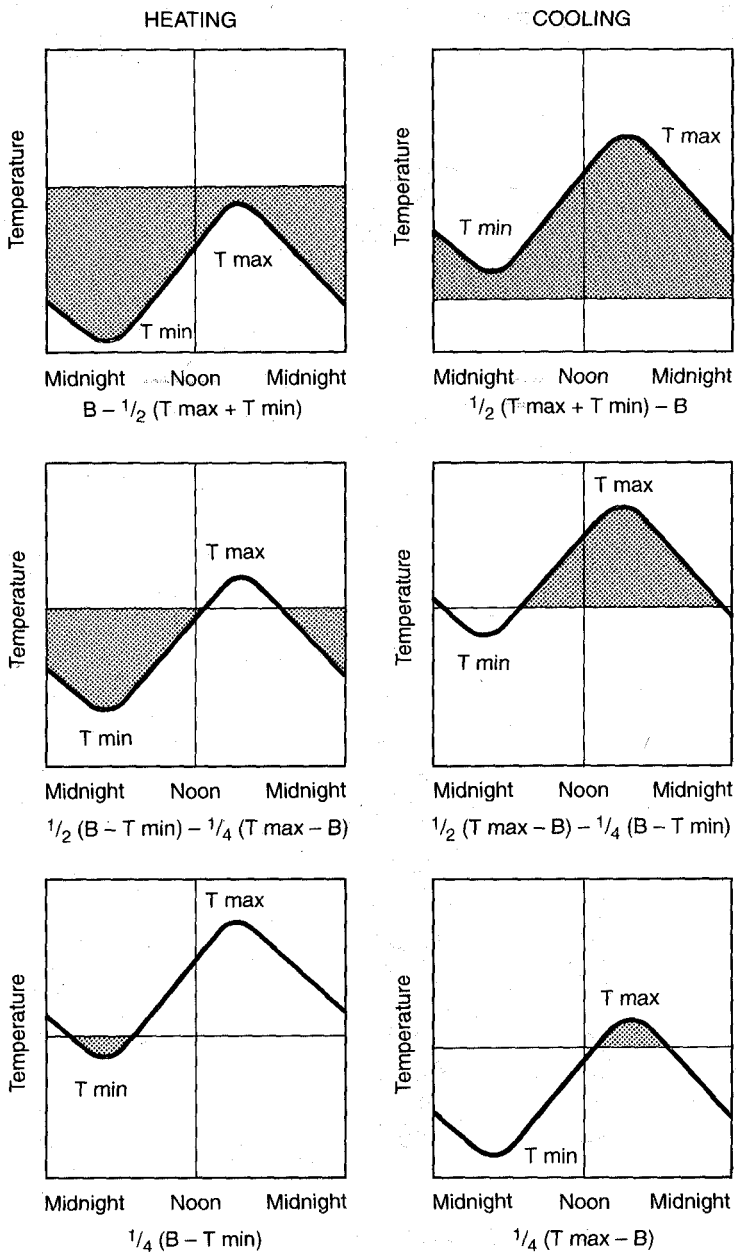 HEATING
COOLING
Temperature
T max
T min
Midnight Noon Midnight
B – 1/2 (T max + T min)
Temperature
T max
T min
Midnight Noon Midnight
1/2 (T max + T min) – B
Temperature
T max
T min
Midnight Noon Midnight
1/2 (B – T min) – 1/4 (T max – B)
Temperature
T max
T min
Midnight Noon Midnight
1/2 (T max – B) – 1/4 (B – T min)
Temperature
T max
T min
Midnight Noon Midnight
1/4 (B – T min)
Temperature
T max
T min
Midnight Noon Midnight
1/4 (T max – B)